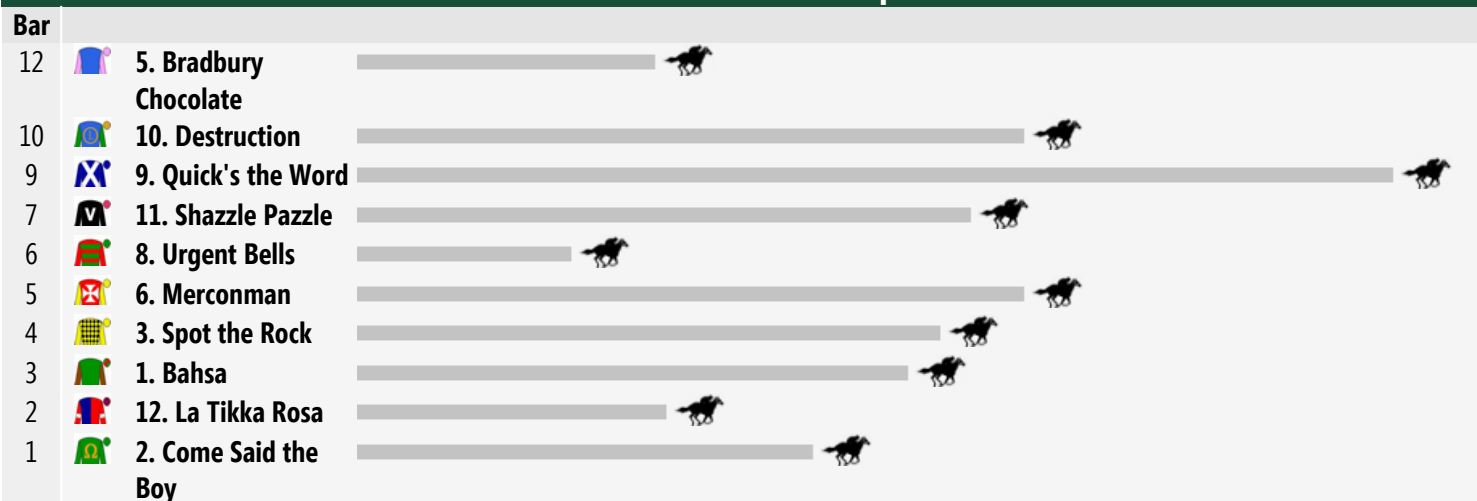 Bar
12 5. Bradbury
Chocolate
10 10. Destruction
9 9. Quick's the Word
7 V 11. Shazzle Pazzle
6 8. Urgent Bells
5 6. Merconman
4 3. Spot the Rock
3 1. Bahsa
2 12. La Tikka Rosa
1 Ω 2. Come Said the
Boy